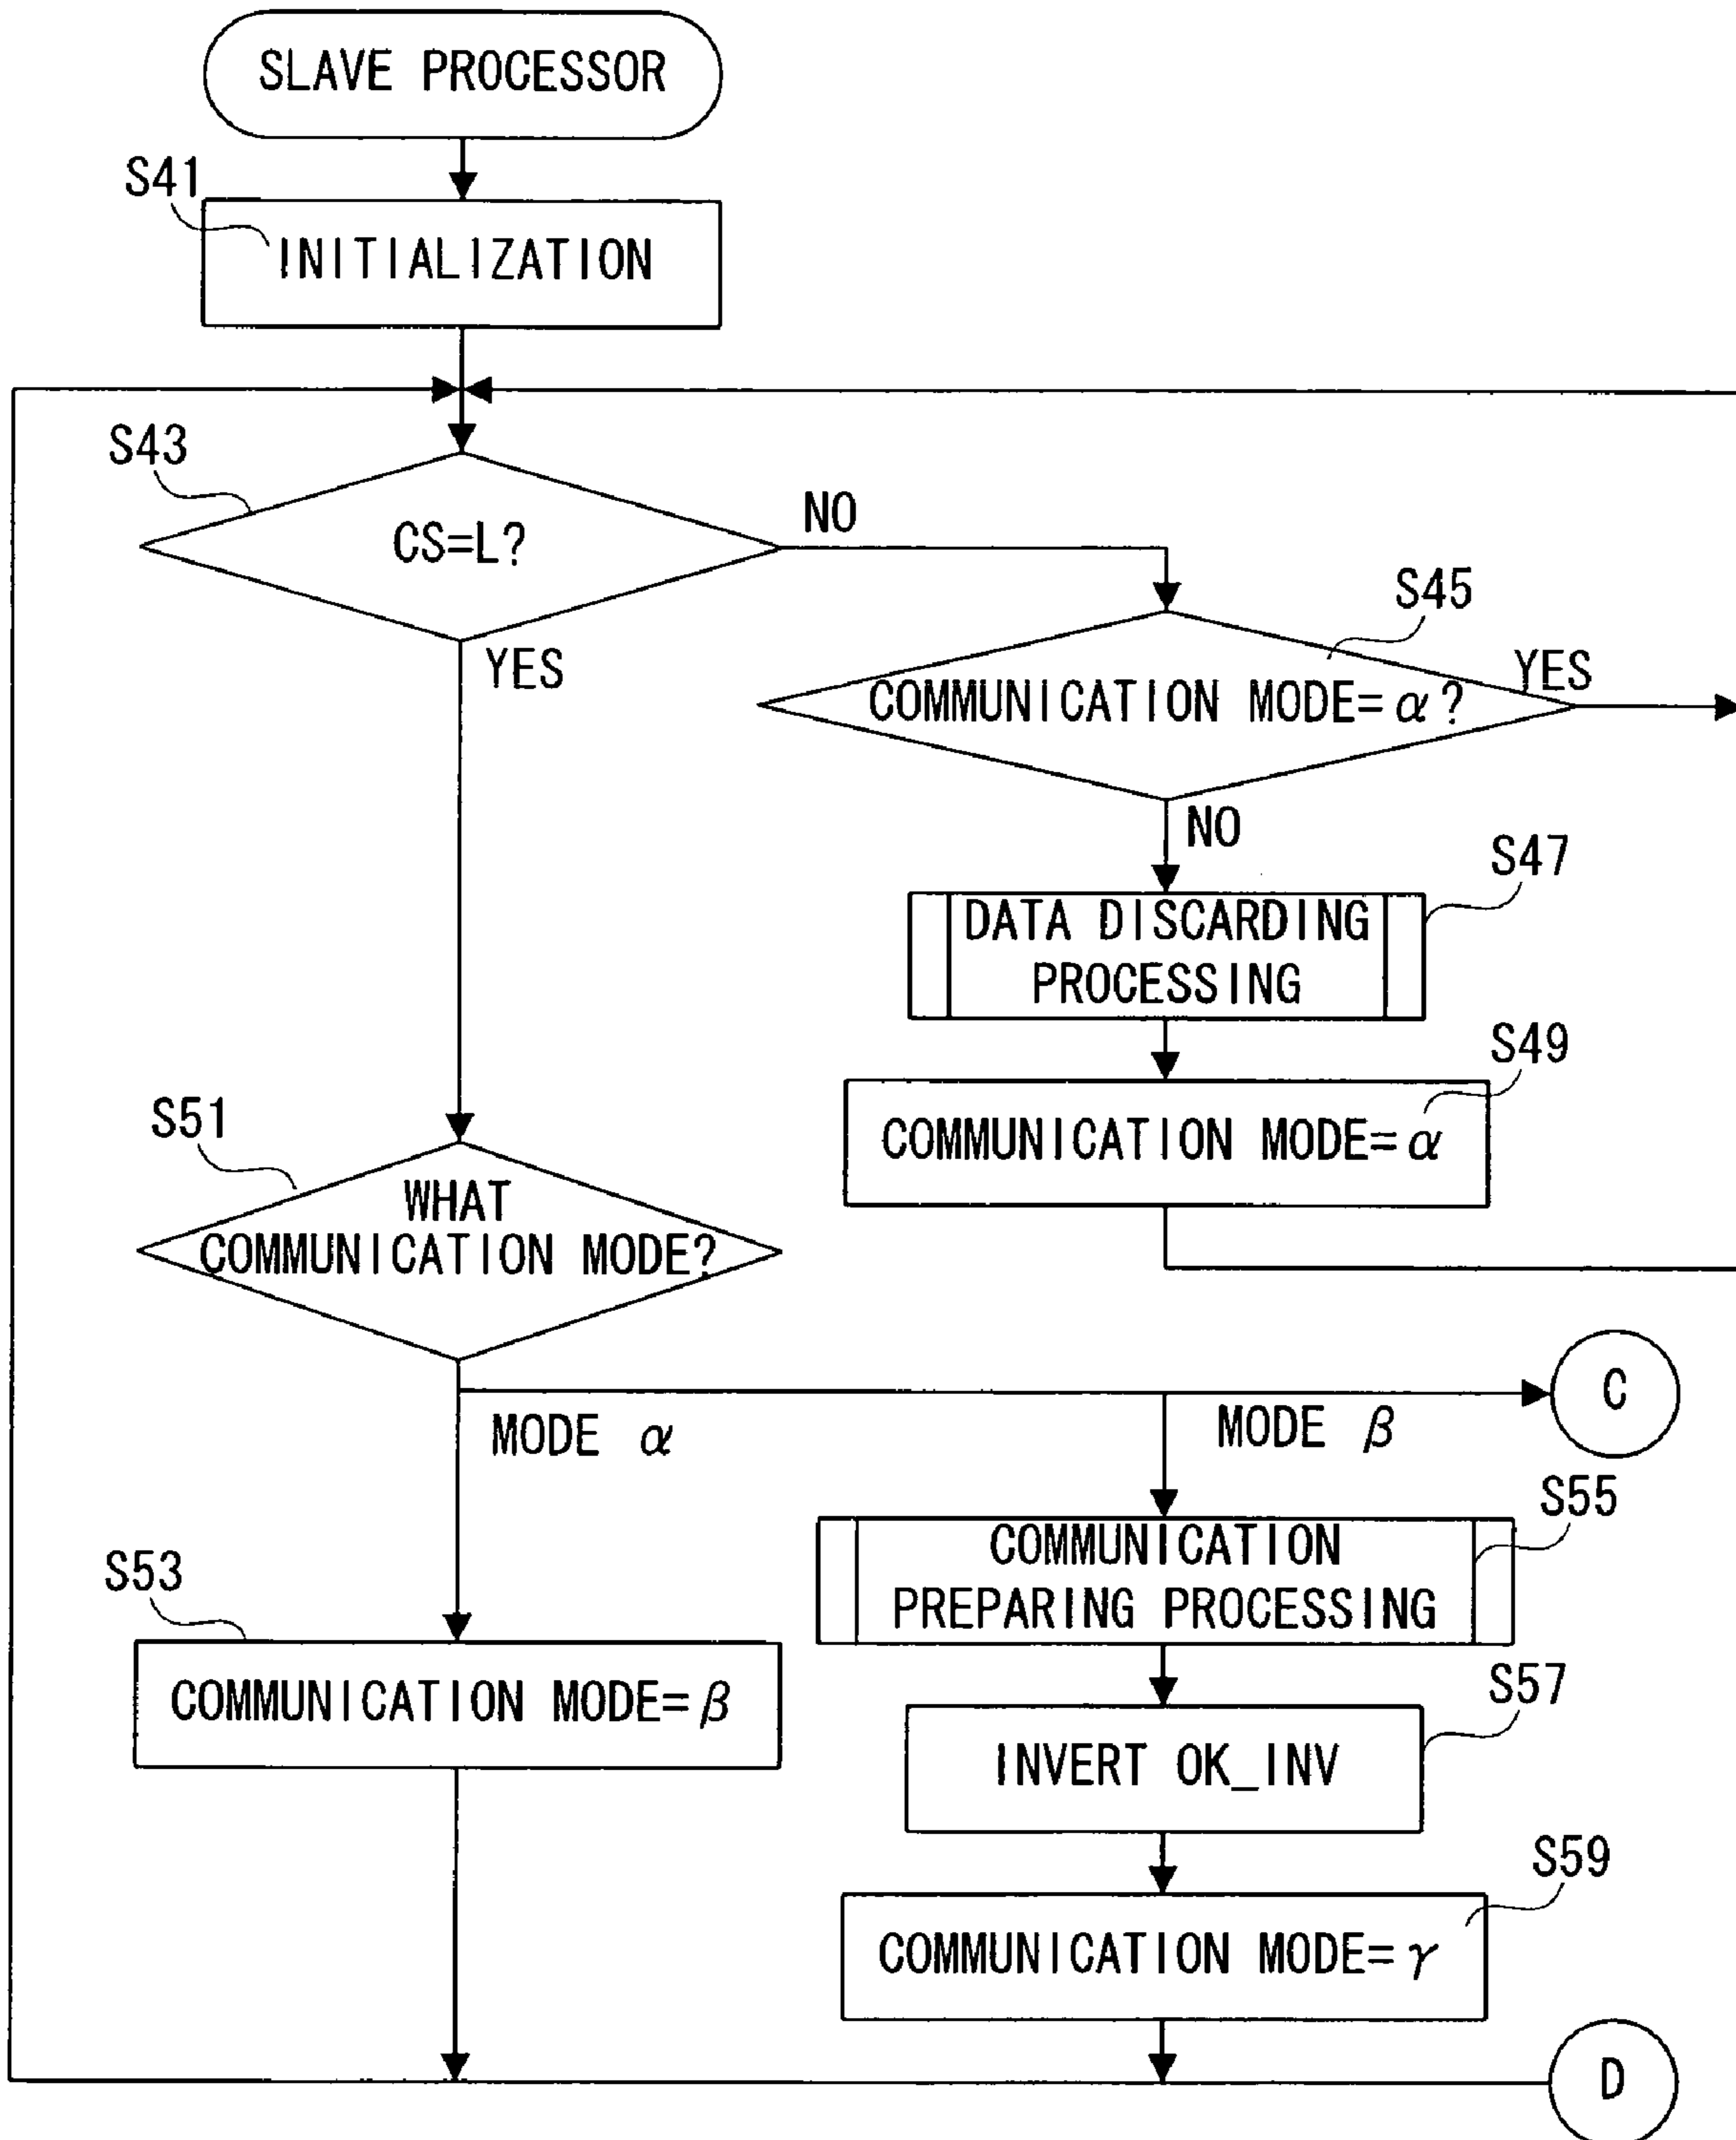 SLAVE PROCESSOR
S41
INITIALIZATION
S43
CS=L?
NO
YES
S45
COMMUNICATION MODE=α?
YES
NO
S47
DATA DISCARDING
PROCESSING
S49
COMMUNICATION MODE=α
S51
WHAT
COMMUNICATION MODE?
C
MODE α
MODE β
S55
COMMUNICATION
PREPARING PROCESSING
S53
COMMUNICATION MODE=β
S57
INVERT OK_INV
S59
COMMUNICATION MODE=γ
D